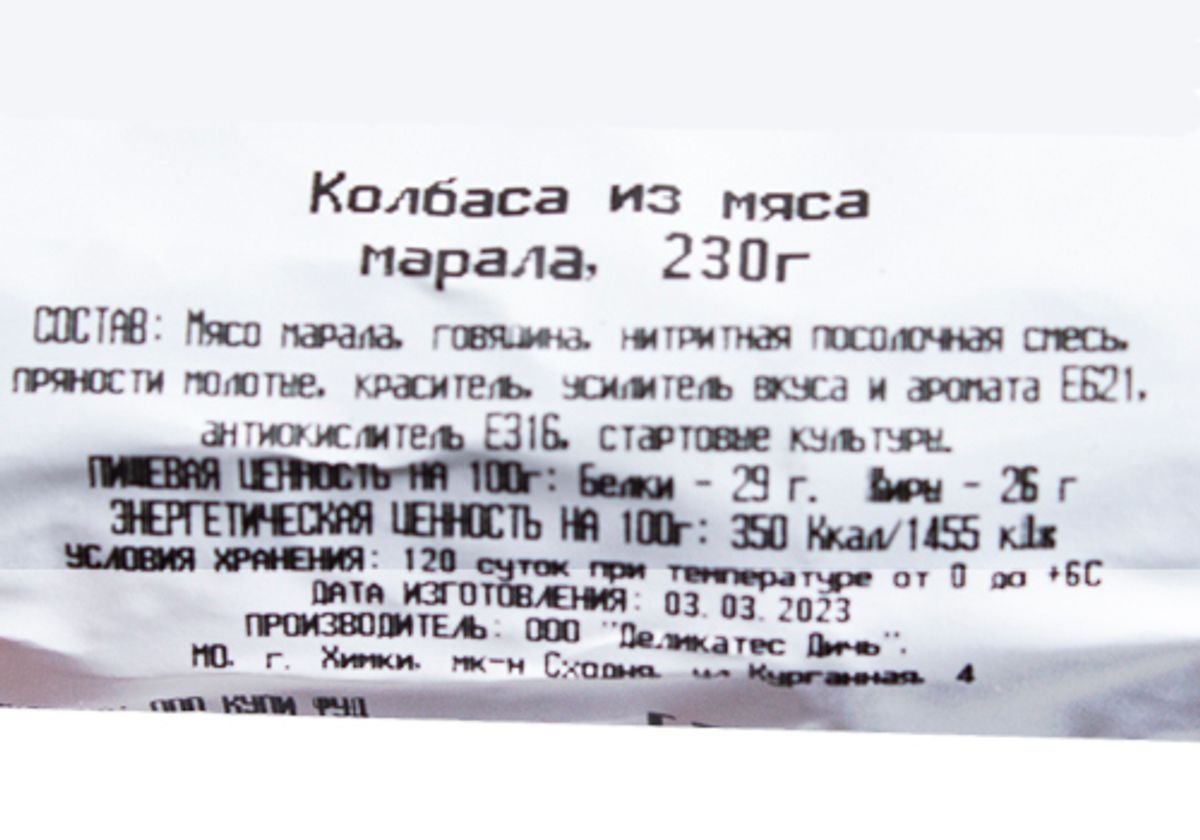 Колбаса из мяса
марала, 230г
СОСТАВ: Мясо марала, говядина, нитритная посолочная смесь,
пряности молотые, краситель, усилитель вкуса и аромата Е621,
антиокислитель Е316, стартовые культуры.
ПИЩЕВАЯ ЦЕННОСТЬ НА 100г: Белки - 29 г. Жиры - 26 г
ЭНЕРГЕТИЧЕСКАЯ ЦЕННОСТЬ НА 100г: 350 Ккал/1455 кДж
УСЛОВИЯ ХРАНЕНИЯ: 120 суток при температуре от 0 до +6С
ДАТА ИЗГОТОВЛЕНИЯ: 03.03.2023
ПРОИЗВОДИТЕЛЬ: ООО "Деликатес Дичь".
МО, г. Химки, мк-н Сходня, ул Курганная, 4
ООО КУПИ ФУД